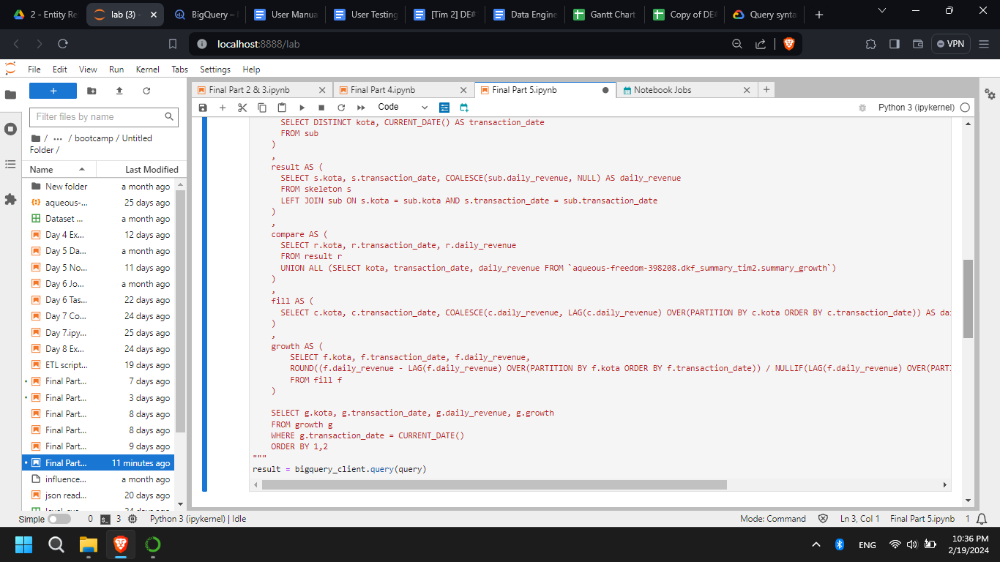 2 - Entity Re
lab (3) -
BigQuery –
User Manua
User Testing
[Tim 2] DE#
Data Engine
Gantt Chart
Copy of DE#
Query synta
localhost:8888/lab
VPN
File Edit View Run Kernel Tabs Settings Help
Filter files by name
/ ... / bootcamp / Untitled
Folder /
Name Last Modified
New folder a month ago
aqueous-... 25 days ago
Dataset ... a month ago
Day 4 Ex... 12 days ago
Day 5 Da... a month ago
Day 5 No... 11 days ago
Day 6 Jo... a month ago
Day 6 Tas... 22 days ago
Day 7 Co... 24 days ago
Day 7.ipy... 25 days ago
Day 8 Ex... 24 days ago
ETL script... 19 days ago
Final Part... 7 days ago
Final Part... 3 days ago
Final Part... 8 days ago
Final Part... 8 days ago
Final Part... 9 days ago
Final Part... 11 minutes ago
influence... a month ago
json read... 20 days ago
Final Part 2 & 3.ipynb
Final Part 4.ipynb
Final Part 5.ipynb
Notebook Jobs
Code
Python 3 (ipykernel)
SELECT DISTINCT kota, CURRENT_DATE() AS transaction_date
FROM sub
)
,
result AS (
SELECT s.kota, s.transaction_date, COALESCE(sub.daily_revenue, NULL) AS daily_revenue
FROM skeleton s
LEFT JOIN sub ON s.kota = sub.kota AND s.transaction_date = sub.transaction_date
)
,
compare AS (
SELECT r.kota, r.transaction_date, r.daily_revenue
FROM result r
UNION ALL (SELECT kota, transaction_date, daily_revenue FROM `aqueous-freedom-398208.dkf_summary_tim2.summary_growth`)
)
,
fill AS (
SELECT c.kota, c.transaction_date, COALESCE(c.daily_revenue, LAG(c.daily_revenue) OVER(PARTITION BY c.kota ORDER BY c.transaction_date)) AS dai
)
,
growth AS (
SELECT f.kota, f.transaction_date, f.daily_revenue,
ROUND((f.daily_revenue - LAG(f.daily_revenue) OVER(PARTITION BY f.kota ORDER BY f.transaction_date)) / NULLIF(LAG(f.daily_revenue) OVER(PARTI
FROM fill f
)
SELECT g.kota, g.transaction_date, g.daily_revenue, g.growth
FROM growth g
WHERE g.transaction_date = CURRENT_DATE()
ORDER BY 1,2
"""
result = bigquery_client.query(query)
Simple 0 3 Python 3 (ipykernel) | Idle
Mode: Command Ln 3, Col 1 Final Part 5.ipynb 1
ENG
10:36 PM
2/19/2024